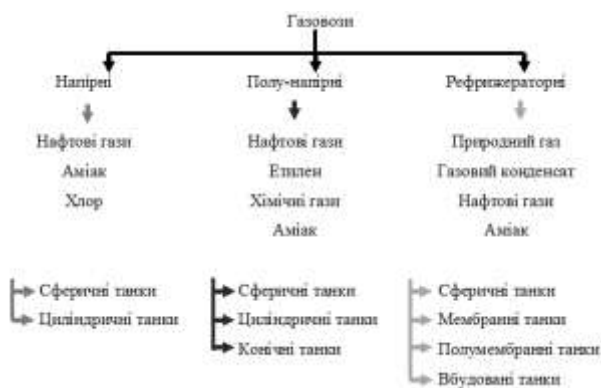 Газовози
Напірні
Полу-напірні
Рефрижераторні
Нафтові гази
Аміак
Хлор
Нафтові гази
Етилен
Хімічні гази
Аміак
Природний газ
Газовий конденсат
Нафтові гази
Аміак
Сферичні танки
Циліндричні танки
Сферичні танки
Циліндричні танки
Конічні танки
Сферичні танки
Мембранні танки
Полумембранні танки
Вбудовані танки